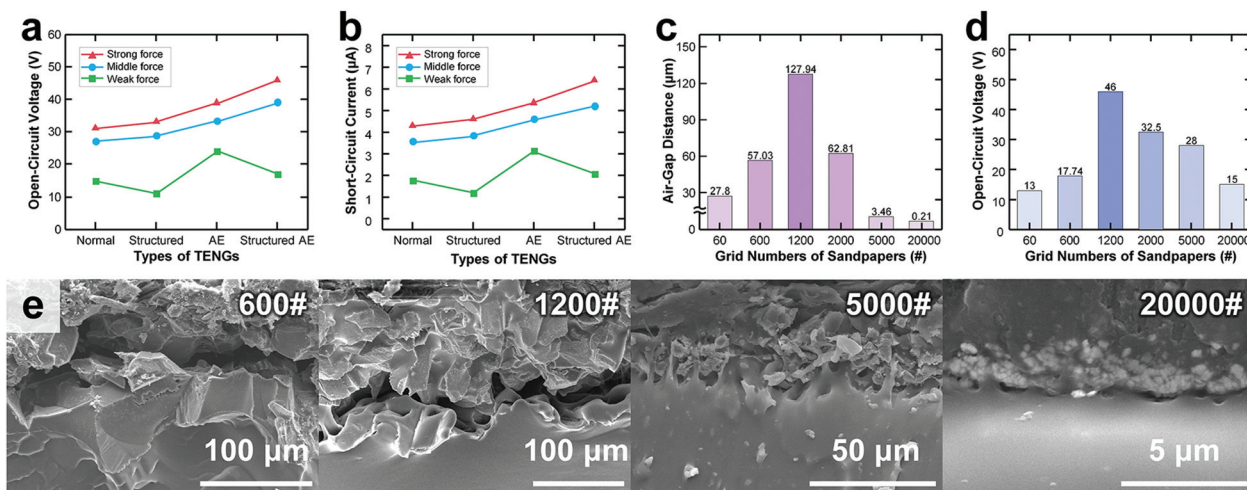 a
Open-Circuit Voltage (V)
60
50
40
30
20
10
0
Strong force
Middle force
Weak force
Normal Structured AE Structured AE
Types of TENGs
b
Short-Circuit Current (μA)
8
7
6
5
4
3
2
1
0
Strong force
Middle force
Weak force
Normal Structured AE Structured AE
Types of TENGs
c
Air-Gap Distance (μm)
150
120
90
60
30
27.8
57.03
127.94
62.81
3.46
0.21
60 600 1200 2000 5000 20000
Grid Numbers of Sandpapers (#)
d
Open-Circuit Voltage (V)
60
50
40
30
20
10
0
13
17.74
46
32.5
28
15
60 600 1200 2000 5000 20000
Grid Numbers of Sandpapers (#)
e
600#
100 μm
1200#
100 μm
5000#
50 μm
20000#
5 μm